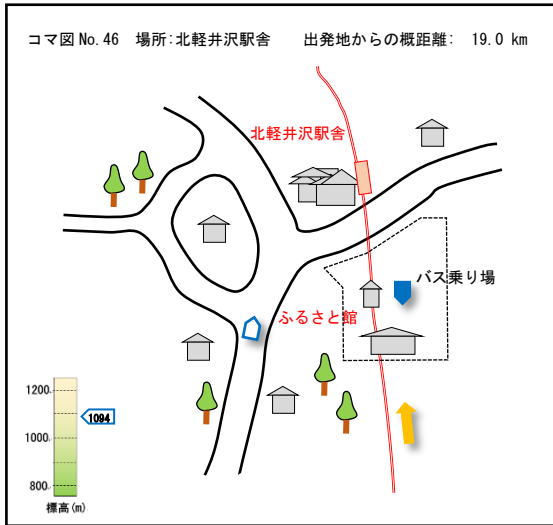 コマ図 No. 46　場所:北軽井沢駅舎　　出発地からの概距離:　19.0 km
北軽井沢駅舎
バス乗り場
ふるさと館
1200
1094
1000
800
標高(m)